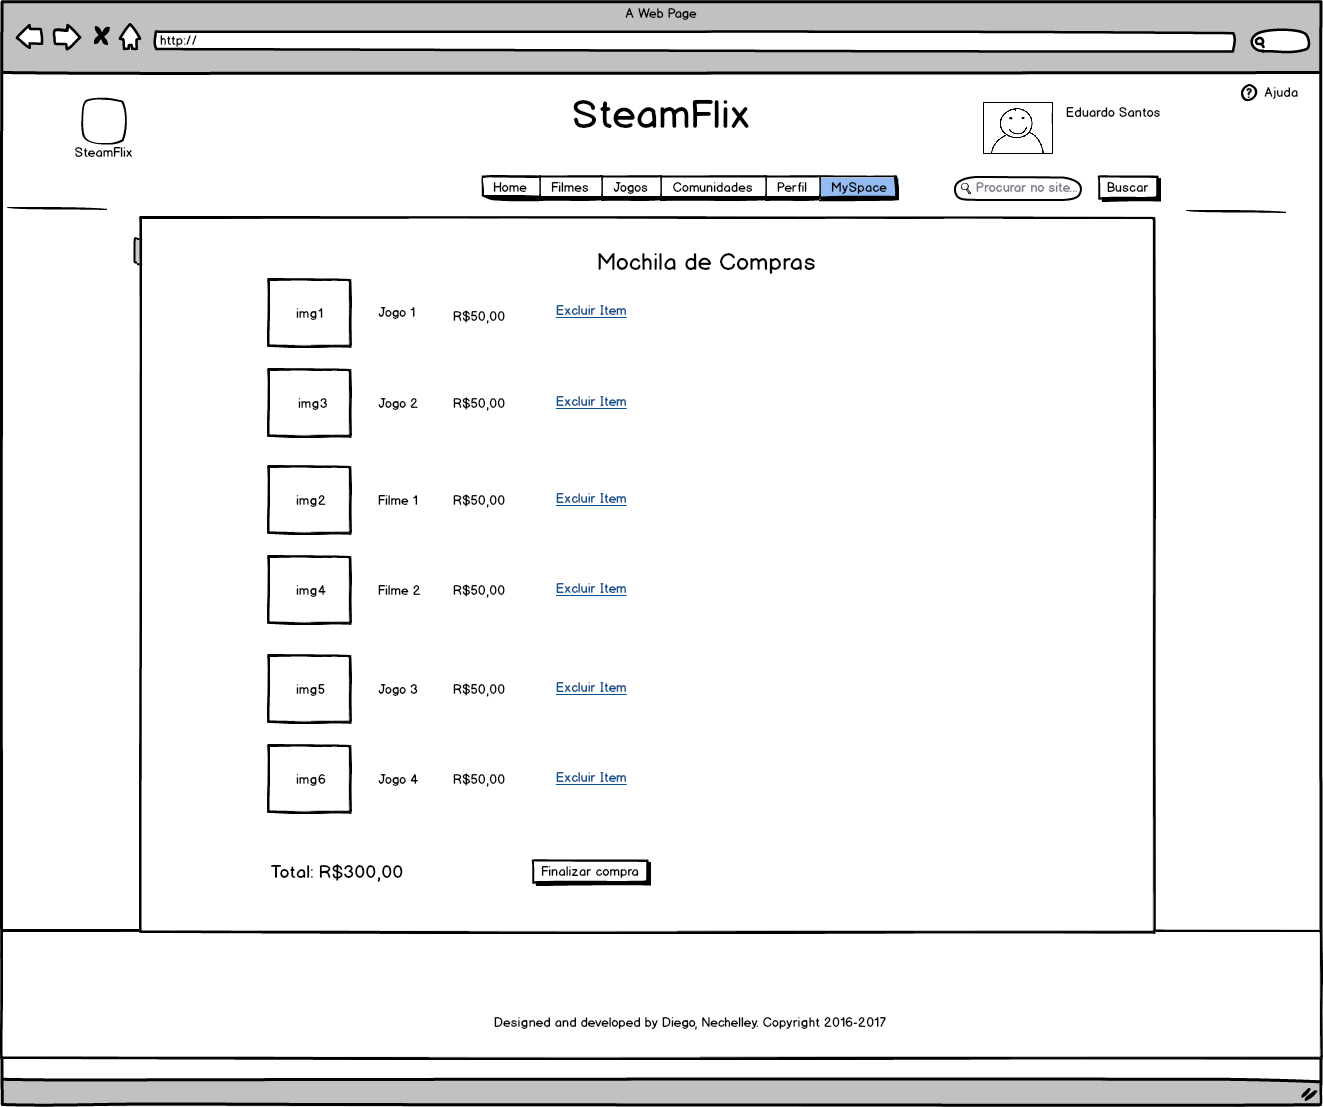 A Web Page
http://
Ajuda
SteamFlix
Eduardo Santos
SteamFlix
Home Filmes Jogos Comunidades Perfil MySpace
Procurar no site...
Buscar
Mochila de Compras
img1 Jogo 1 R$50,00 Excluir Item
img3 Jogo 2 R$50,00 Excluir Item
img2 Filme 1 R$50,00 Excluir Item
img4 Filme 2 R$50,00 Excluir Item
img5 Jogo 3 R$50,00 Excluir Item
img6 Jogo 4 R$50,00 Excluir Item
Total: R$300,00 Finalizar compra
Designed and developed by Diego, Nechelley. Copyright 2016-2017